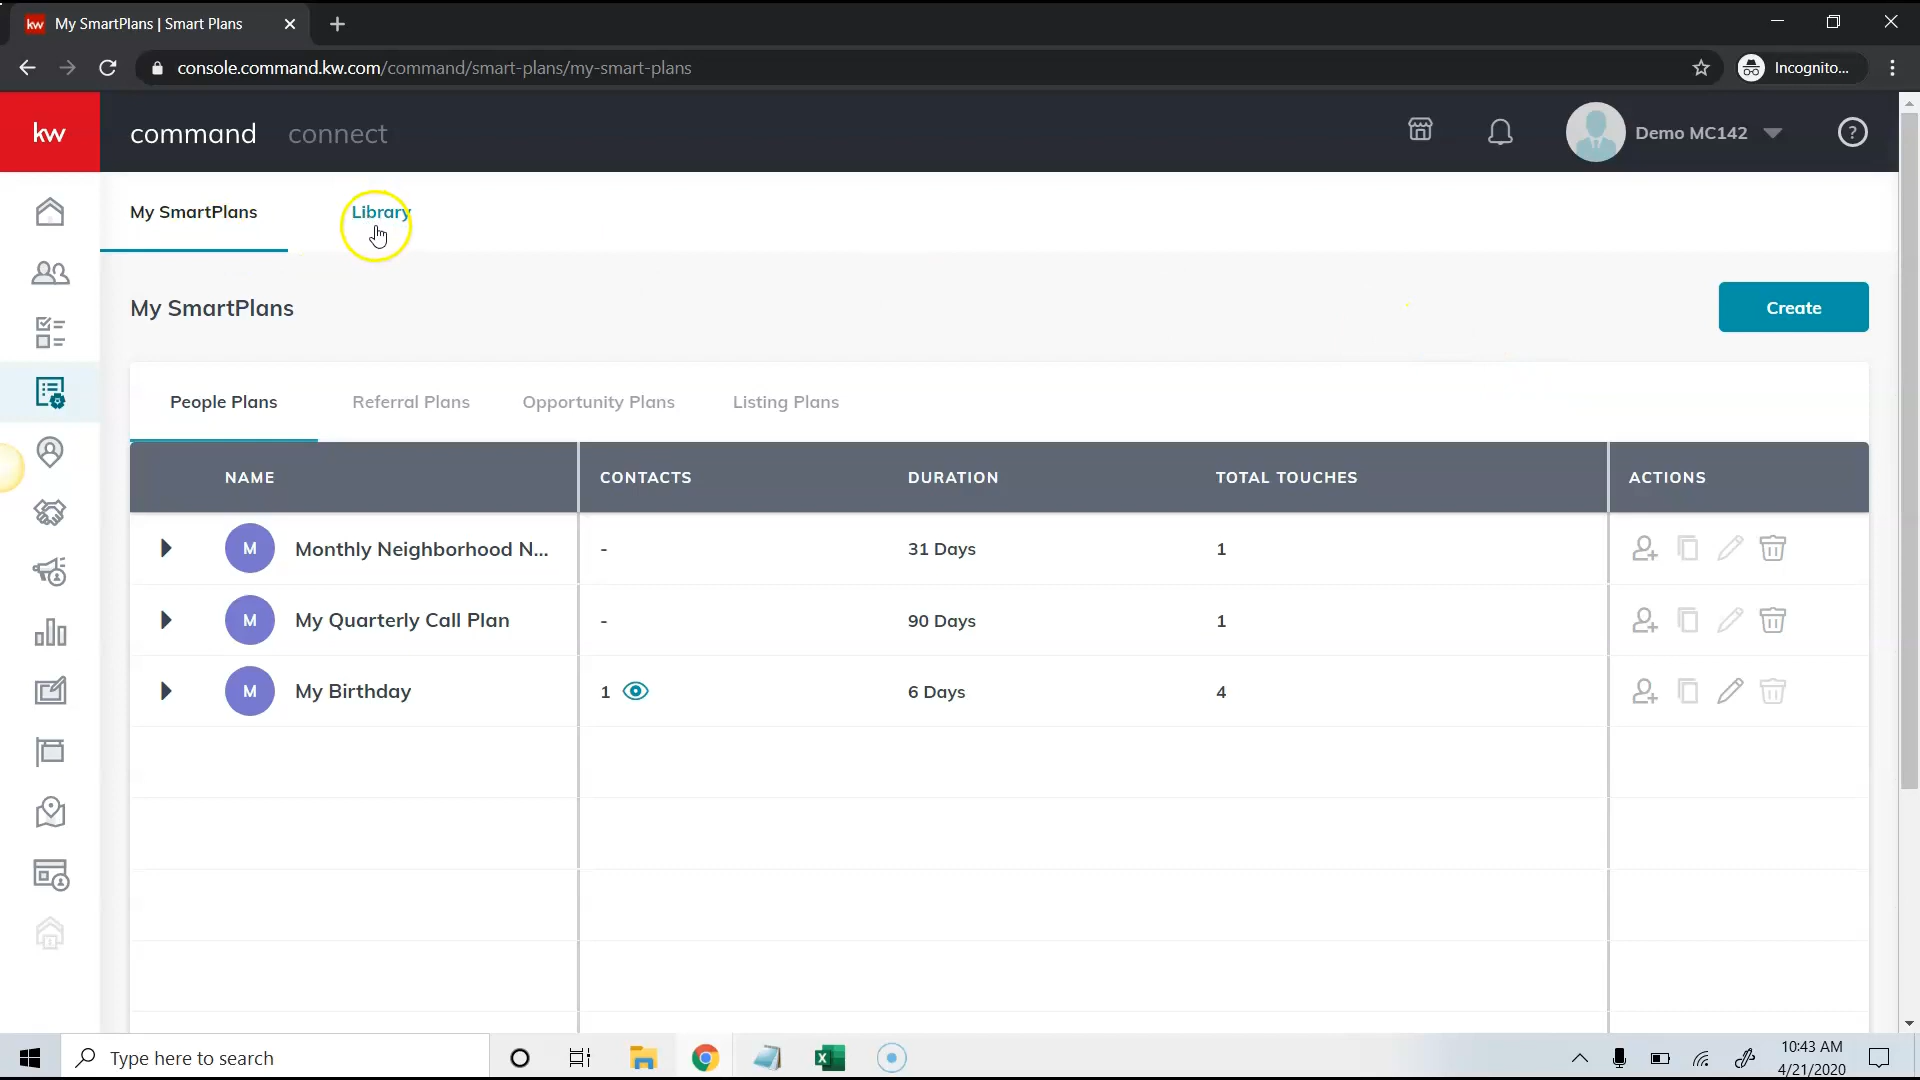 kw My SmartPlans | Smart Plans
console.command.kw.com/command/smart-plans/my-smart-plans
Incognito...
kw command connect
Demo MC142
?
My SmartPlans Library
My SmartPlans
Create
People Plans Referral Plans Opportunity Plans Listing Plans
NAME CONTACTS DURATION TOTAL TOUCHES ACTIONS
M Monthly Neighborhood N... - 31 Days 1
M My Quarterly Call Plan - 90 Days 1
M My Birthday 1 6 Days 4
Type here to search
10:43 AM
4/21/2020